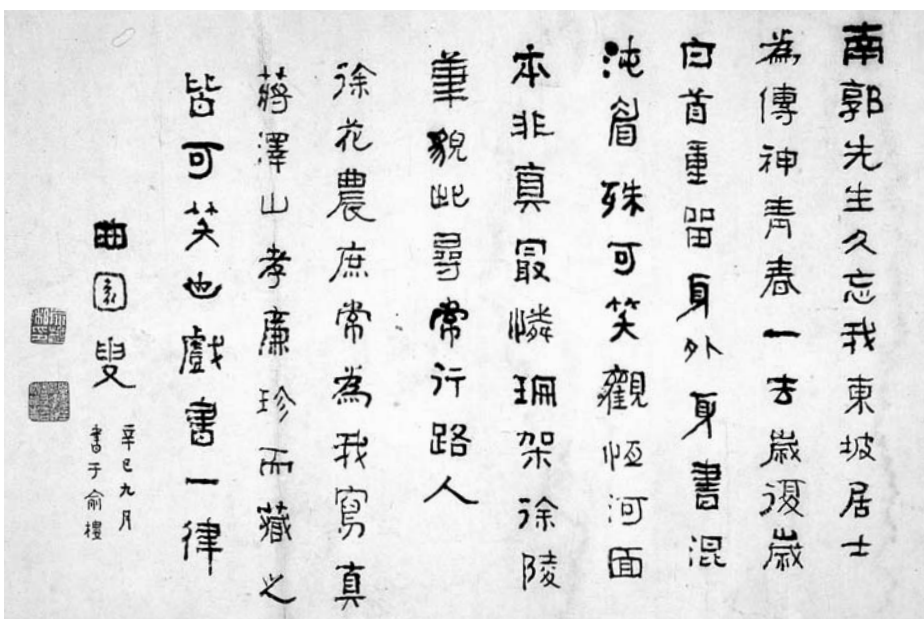 南郭先生久忘我東坡居士
為傳神青春一去歲復歲
白首重留身外身書混
沌眉殊可笑觀恆河面
本非真最憐珊架徐陵
筆貌此尋常行路人
徐花農庶常為我寫真
蔣澤山孝廉珍而藏之
皆可笑也戲書一律
曲園叟
辛巳九月
書于俞樓